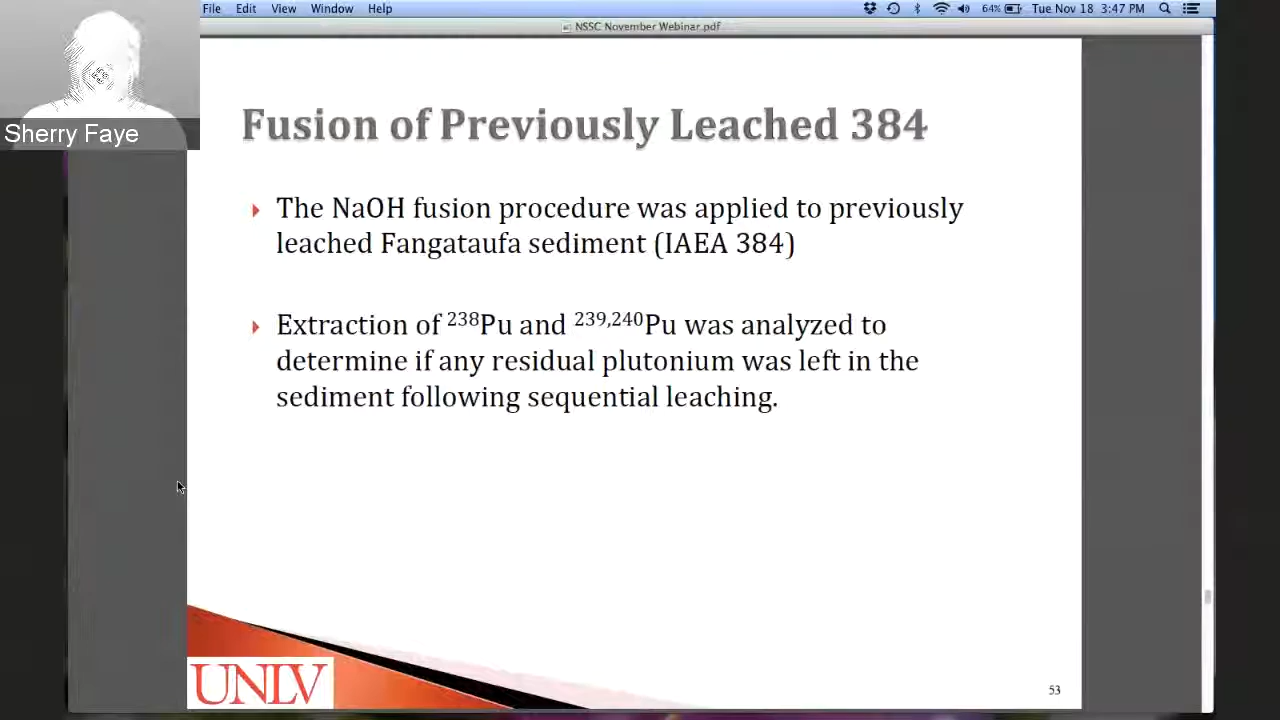 File Edit View Window Help
64% Tue Nov 18 3:47 PM
NSSC November Webinar.pdf
Sherry Faye
Fusion of Previously Leached 384
The NaOH fusion procedure was applied to previously
leached Fangataufa sediment (IAEA 384)
Extraction of ²³⁸Pu and ²³⁹,²⁴⁰Pu was analyzed to
determine if any residual plutonium was left in the
sediment following sequential leaching.
UNLV
53